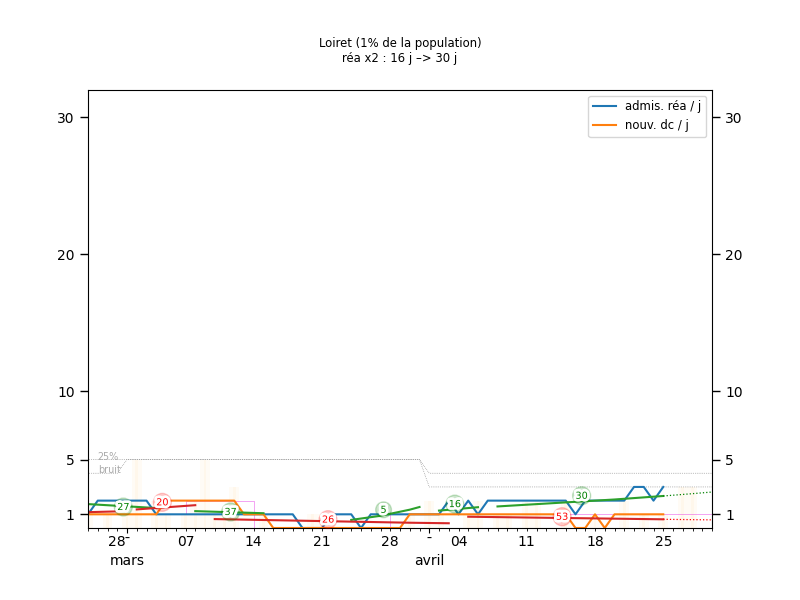 Loiret (1% de la population)
réa x2 : 16 j –> 30 j
admis. réa / j
nouv. dc / j
30 30
20 20
10 10
5 5
1 1
25%
bruit
27 20 37 26 5 16 53 30
28 07 14 21 28 - 04 11 18 25
mars avril